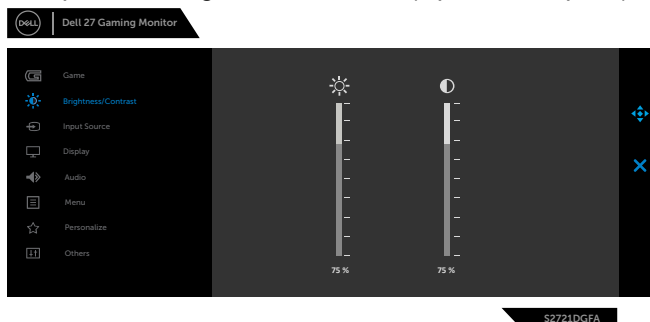 DELL
Dell 27 Gaming Monitor
Game
Brightness/Contrast
Input Source
Display
Audio
Menu
Personalize
Others
75 %
75 %
S2721DGFA